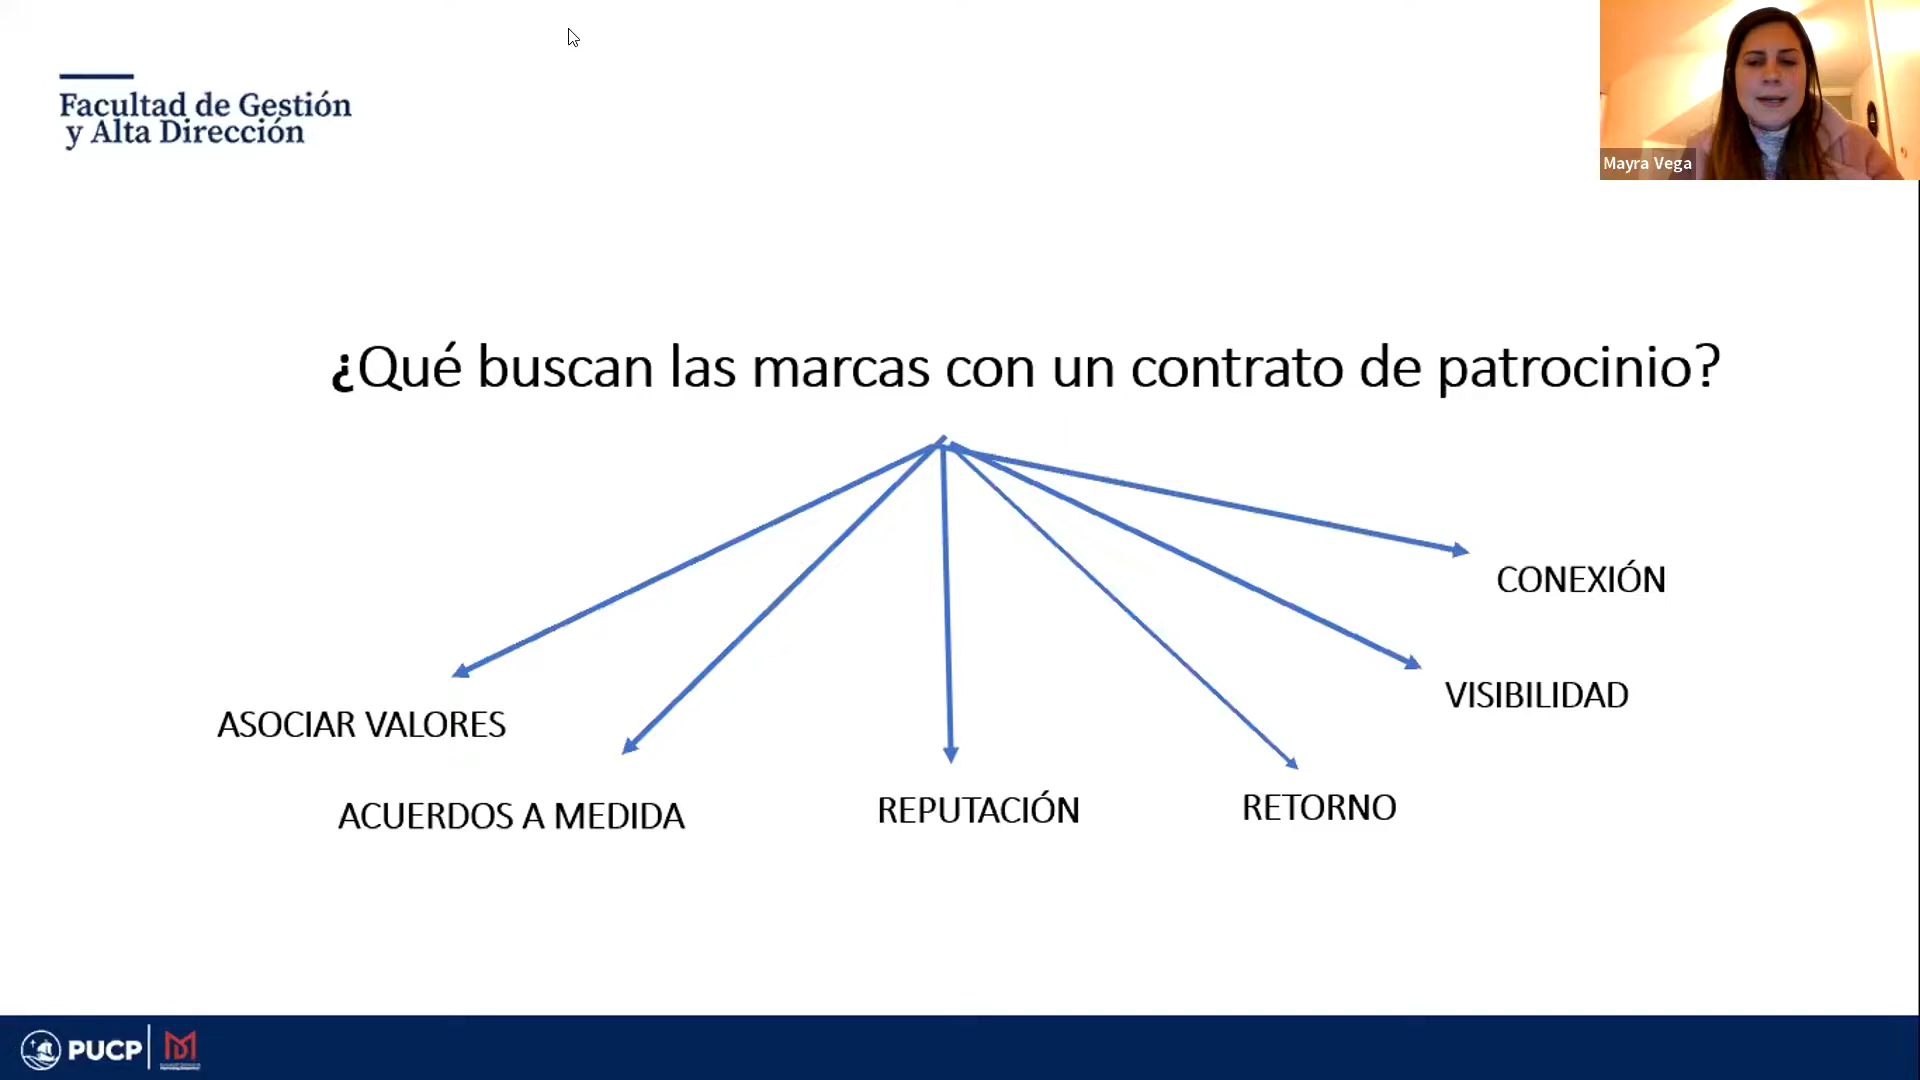 Facultad de Gestión
y Alta Dirección
Mayra Vega
¿Qué buscan las marcas con un contrato de patrocinio?
CONEXIÓN
VISIBILIDAD
ASOCIAR VALORES
ACUERDOS A MEDIDA
REPUTACIÓN
RETORNO
PUCP